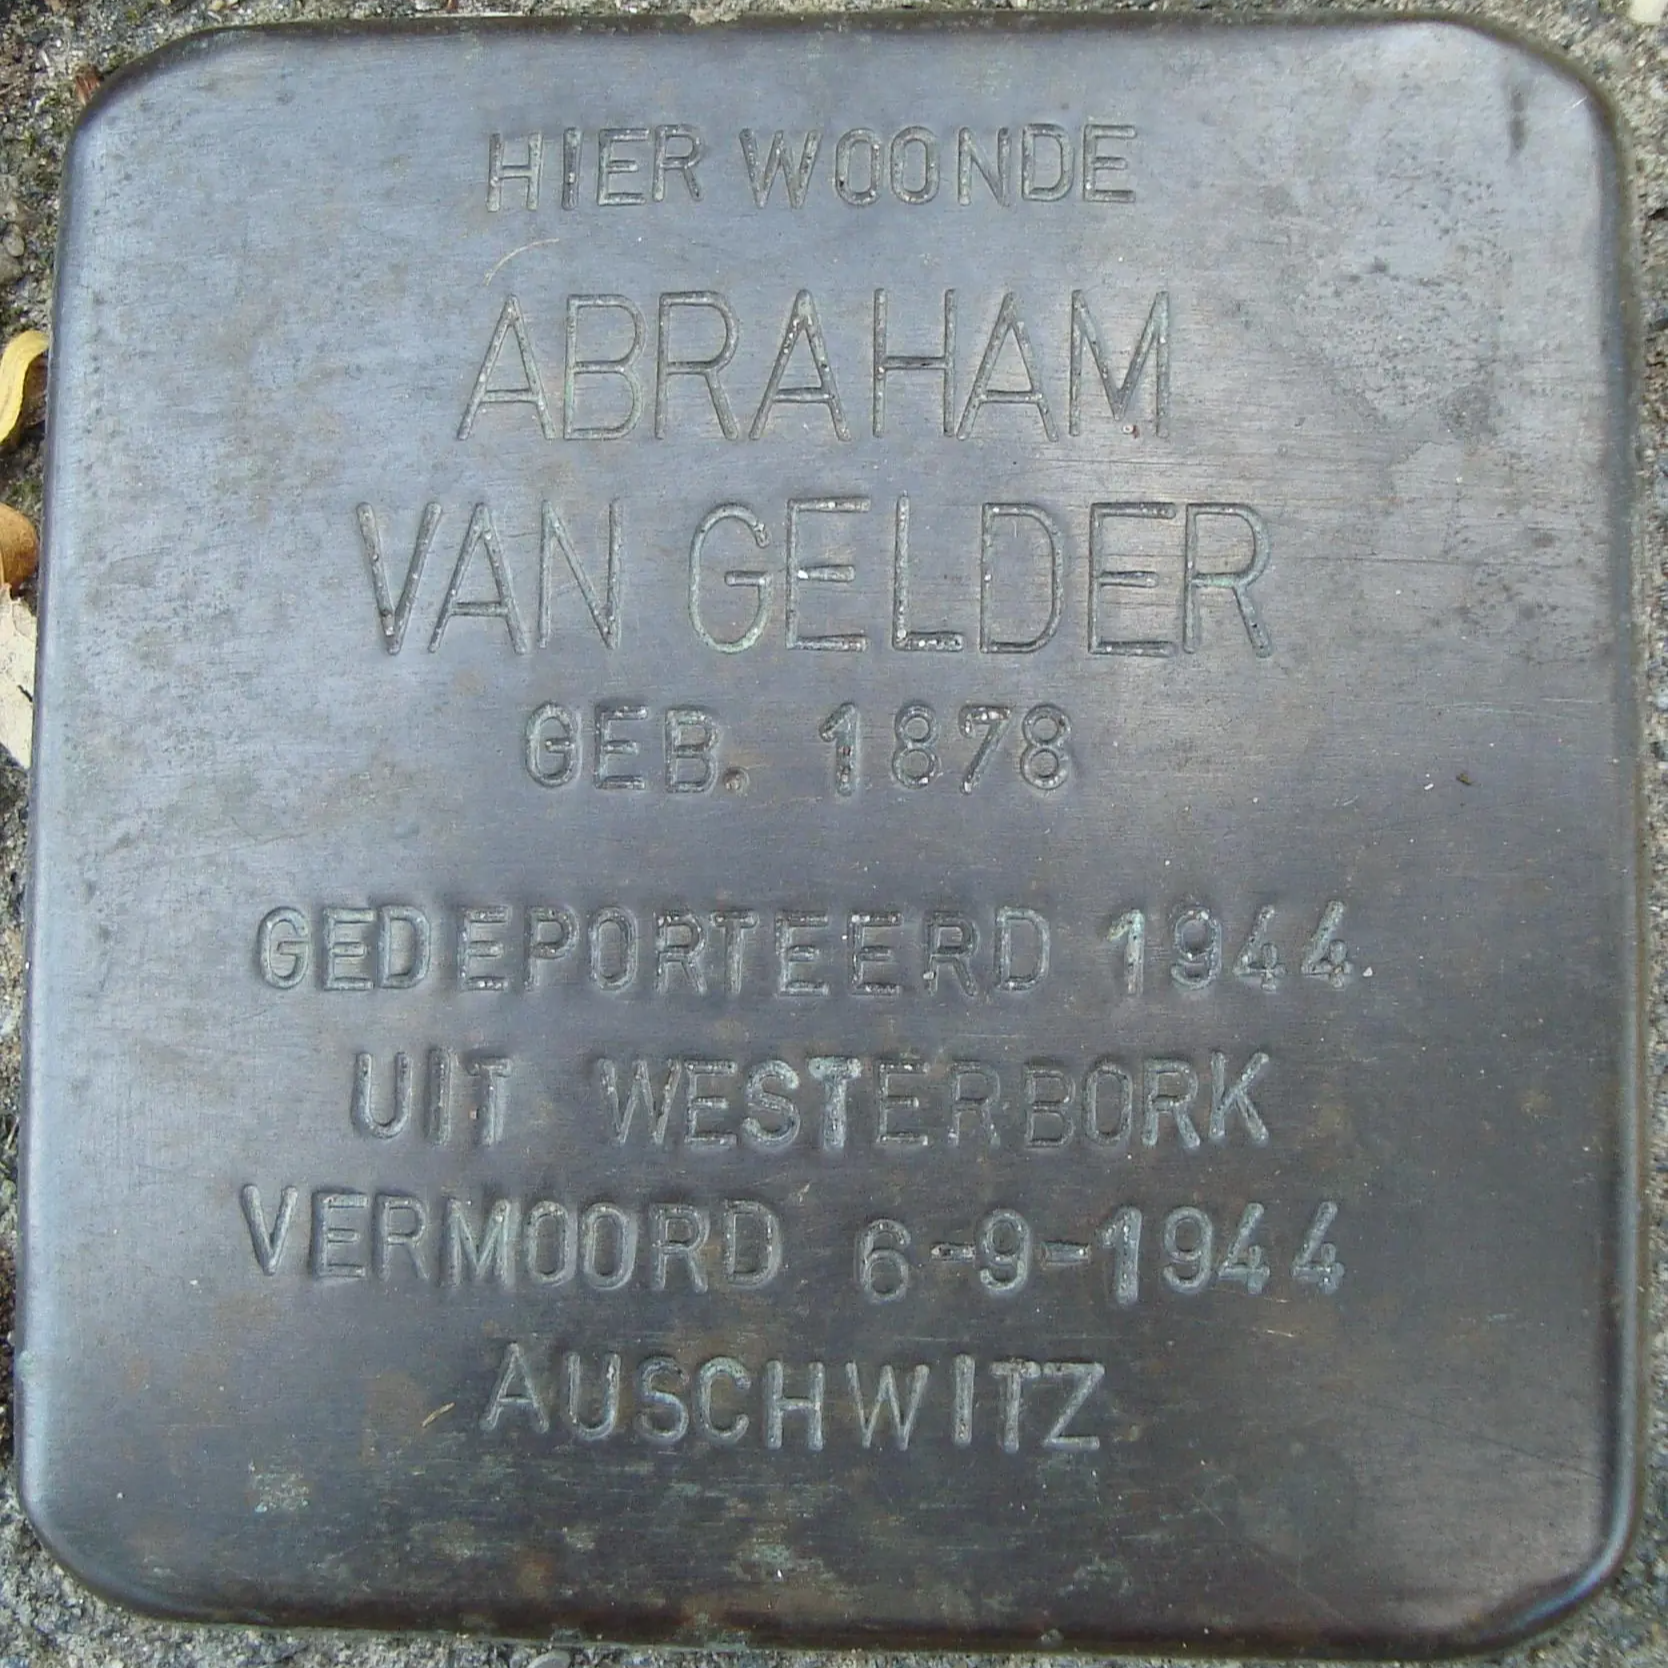 HIER WOONDE
ABRAHAM
VAN GELDER
GEB. 1878
GEDEPORTEERD 1944
UIT WESTERBORK
VERMOORD 6-9-1944
AUSCHWITZ